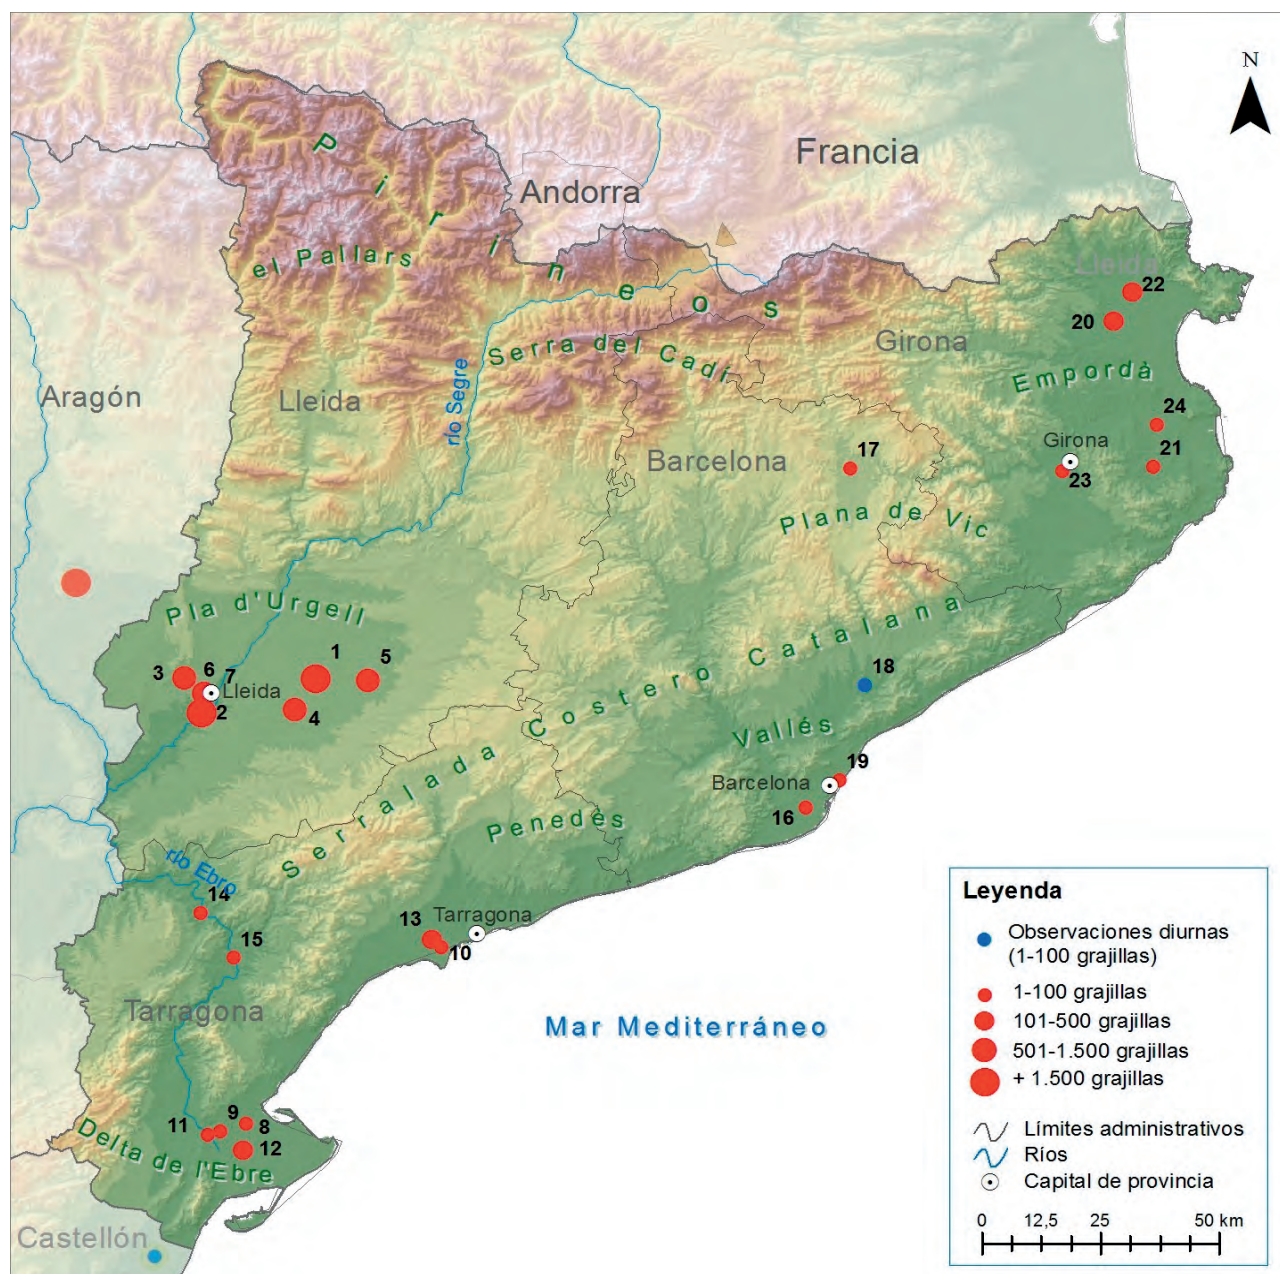 N
Francia
Andorra
Pirineos
el Pallars
Lleida
22
20
Serra del Cadí
Girona
Empordà
Aragón
Lleida
río Segre
24
Girona
21
23
Barcelona
17
Plana de Vic
Pla d'Urgell
3
6
7
Lleida
2
1
5
4
18
Serralada Costero Catalana
Vallés
19
Barcelona
16
Penedès
río Ebro
14
15
13
Tarragona
10
Tarragona
Mar Mediterráneo
9
8
11
12
Delta de l'Ebre
Castellón
Leyenda
Observaciones diurnas
(1-100 grajillas)
1-100 grajillas
101-500 grajillas
501-1.500 grajillas
+ 1.500 grajillas
Límites administrativos
Ríos
Capital de provincia
0 12,5 25 50 km